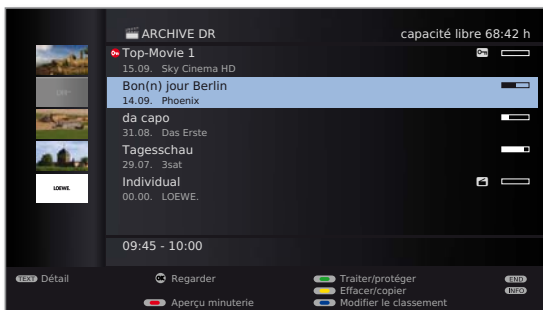 ARCHIVE DR capacité libre 68:42 h
Top-Movie 1
15.09. Sky Cinema HD
Bon(n) jour Berlin
14.09. Phoenix
da capo
31.08. Das Erste
Tagesschau
29.07. 3sat
Individual
00.00. LOEWE.
LOEWE.
09:45 - 10:00
TEXT Détail OK Regarder Traiter/protéger END
Effacer/copier INFO
Aperçu minuterie Modifier le classement